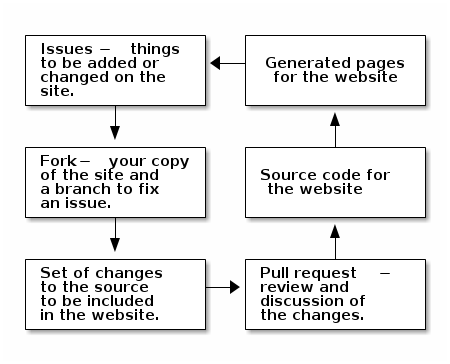 Issues – things
to be added or
changed on the
site.
Generated pages
for the website
Fork– your copy
of the site and
a branch to fix
an issue.
Source code for
the website
Set of changes
to the source
to be included
in the website.
Pull request –
review and
discussion of
the changes.